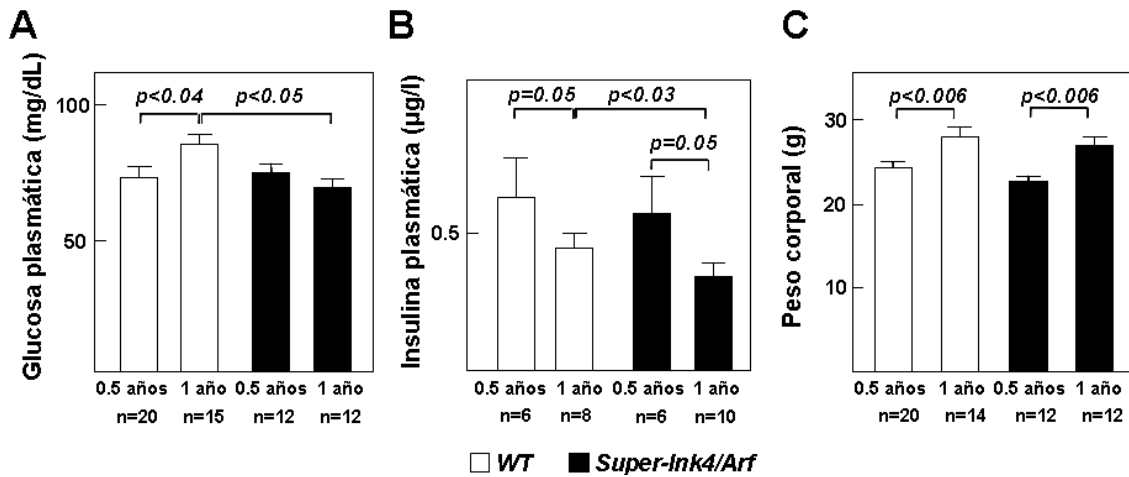 A
Glucosa plasmática (mg/dL)
100
50
p<0.04
p<0.05
0.5 años 1 año 0.5 años 1 año
n=20 n=15 n=12 n=12
B
Insulina plasmática (µg/l)
0.5
p=0.05
p<0.03
p=0.05
0.5 años 1 año 0.5 años 1 año
n=6 n=8 n=6 n=10
C
Peso corporal (g)
30
20
10
p<0.006
p<0.006
0.5 años 1 año 0.5 años 1 año
n=20 n=14 n=12 n=12
WT Super-Ink4/Arf